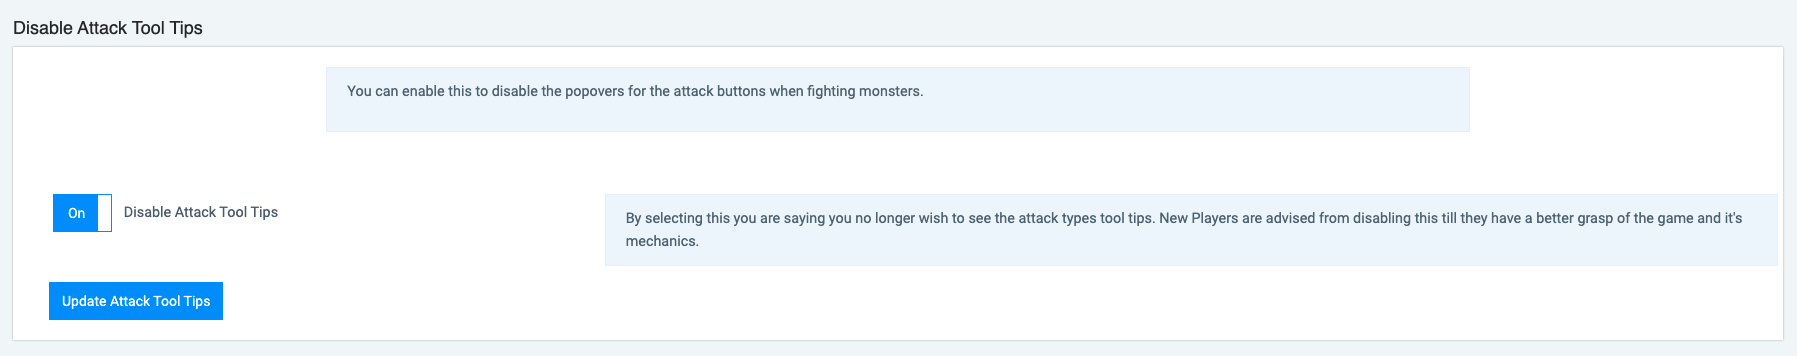 Disable Attack Tool Tips
You can enable this to disable the popovers for the attack buttons when fighting monsters.
On
Disable Attack Tool Tips
By selecting this you are saying you no longer wish to see the attack types tool tips. New Players are advised from disabling this till they have a better grasp of the game and it's
mechanics.
Update Attack Tool Tips